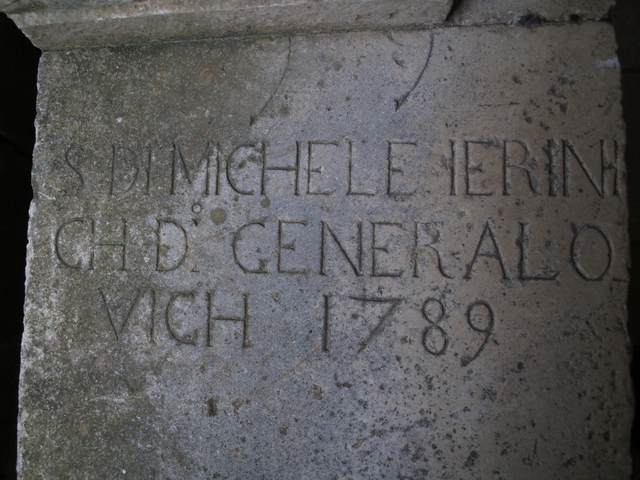 S DI MICHELE IERINI
CH D.º GENERALO
VICH 1789